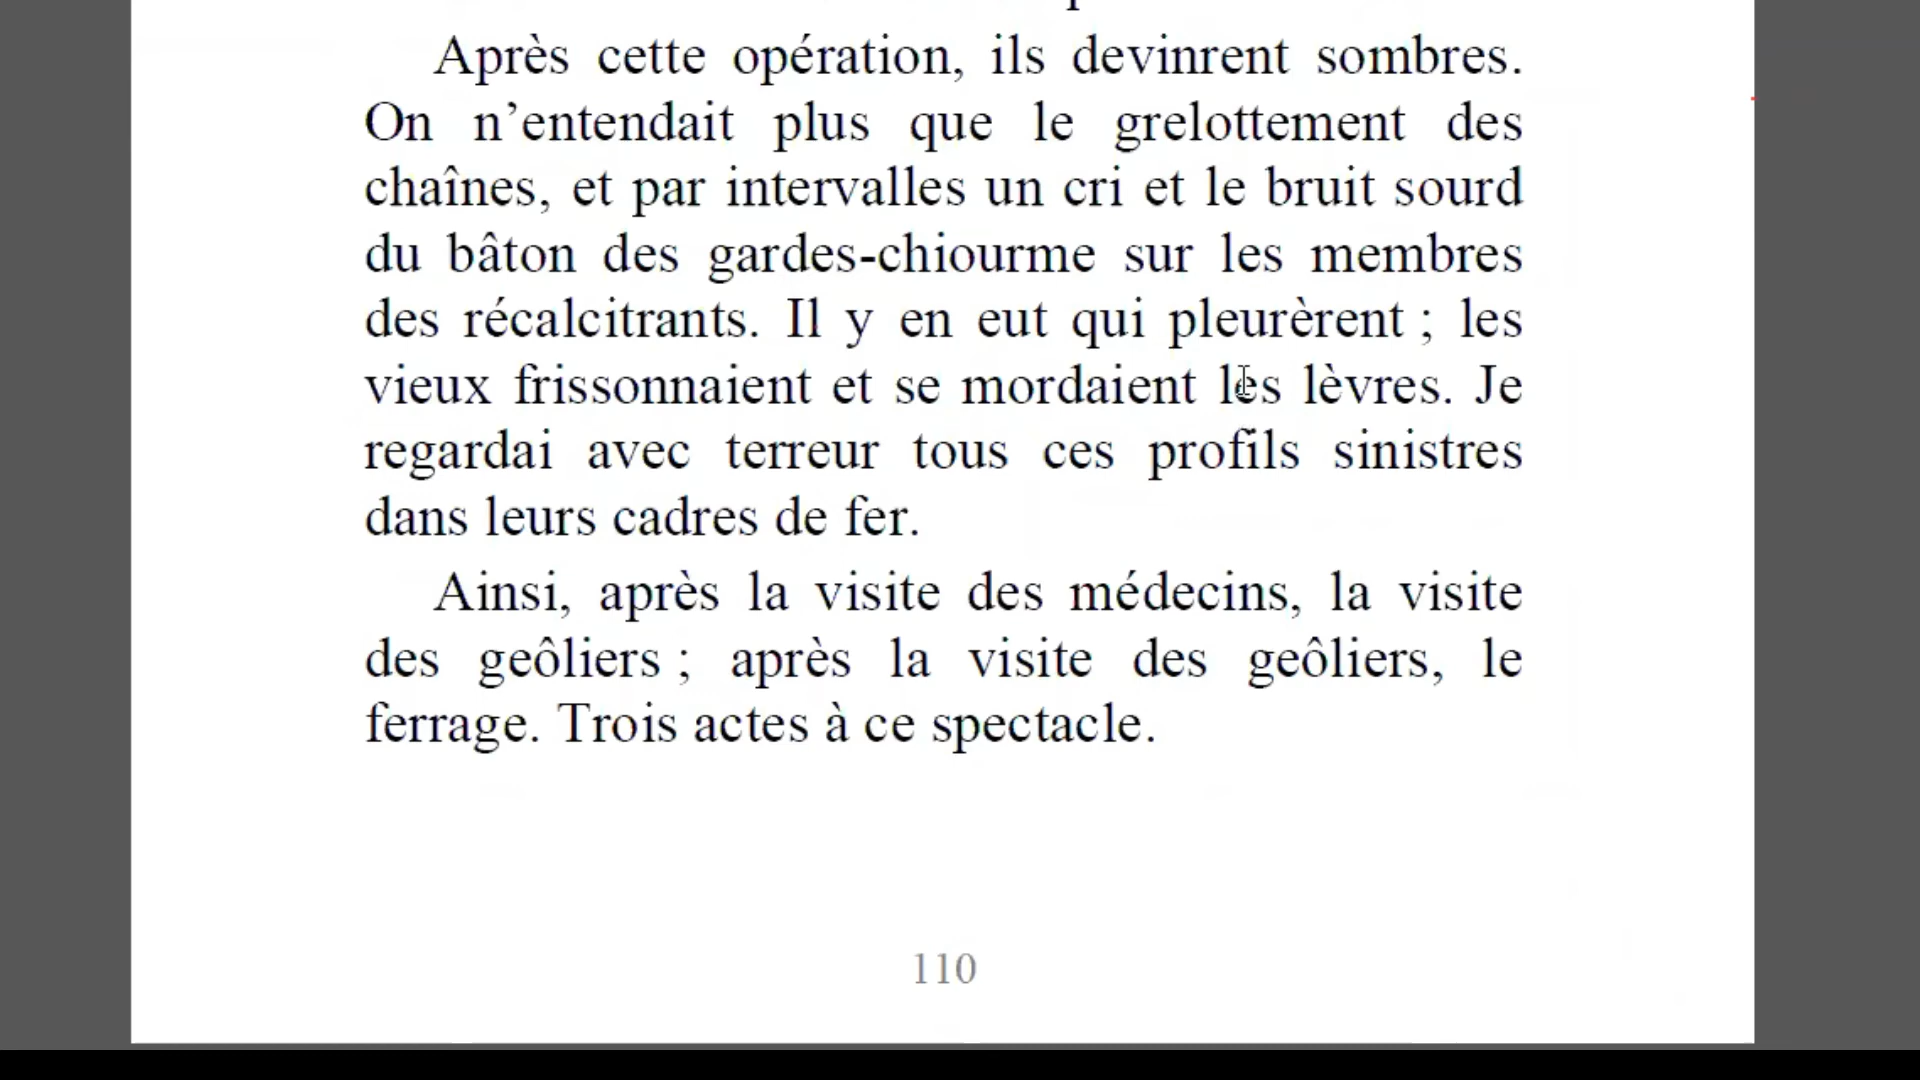 Après cette opération, ils devinrent sombres.
On n’entendait plus que le grelottement des
chaînes, et par intervalles un cri et le bruit sourd
du bâton des gardes-chiourme sur les membres
des récalcitrants. Il y en eut qui pleurèrent ; les
vieux frissonnaient et se mordaient les lèvres. Je
regardai avec terreur tous ces profils sinistres
dans leurs cadres de fer.
Ainsi, après la visite des médecins, la visite
des geôliers ; après la visite des geôliers, le
ferrage. Trois actes à ce spectacle.
110